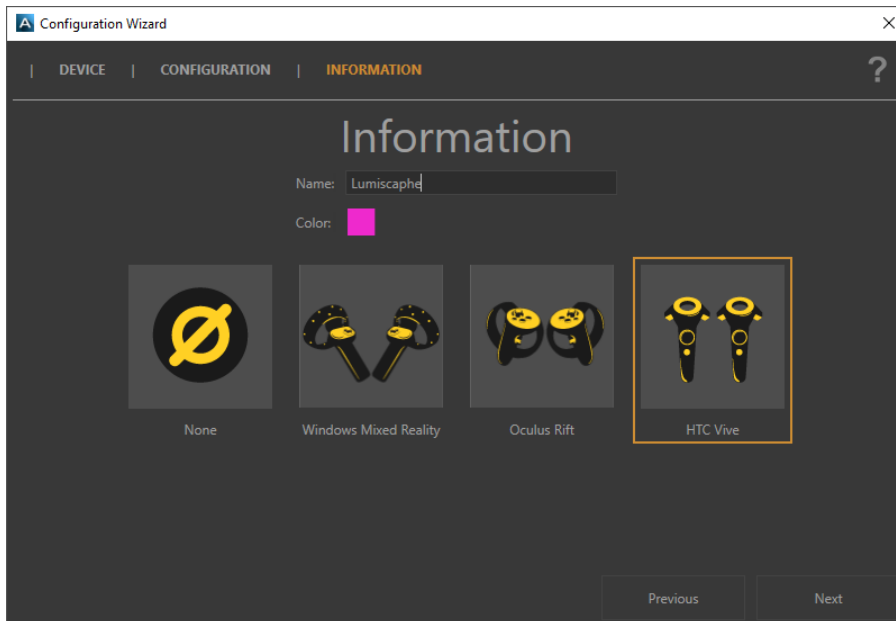 Configuration Wizard
| DEVICE | CONFIGURATION | INFORMATION ?
Information
Name: Lumiscaphe
Color:
None Windows Mixed Reality Oculus Rift HTC Vive
Previous Next